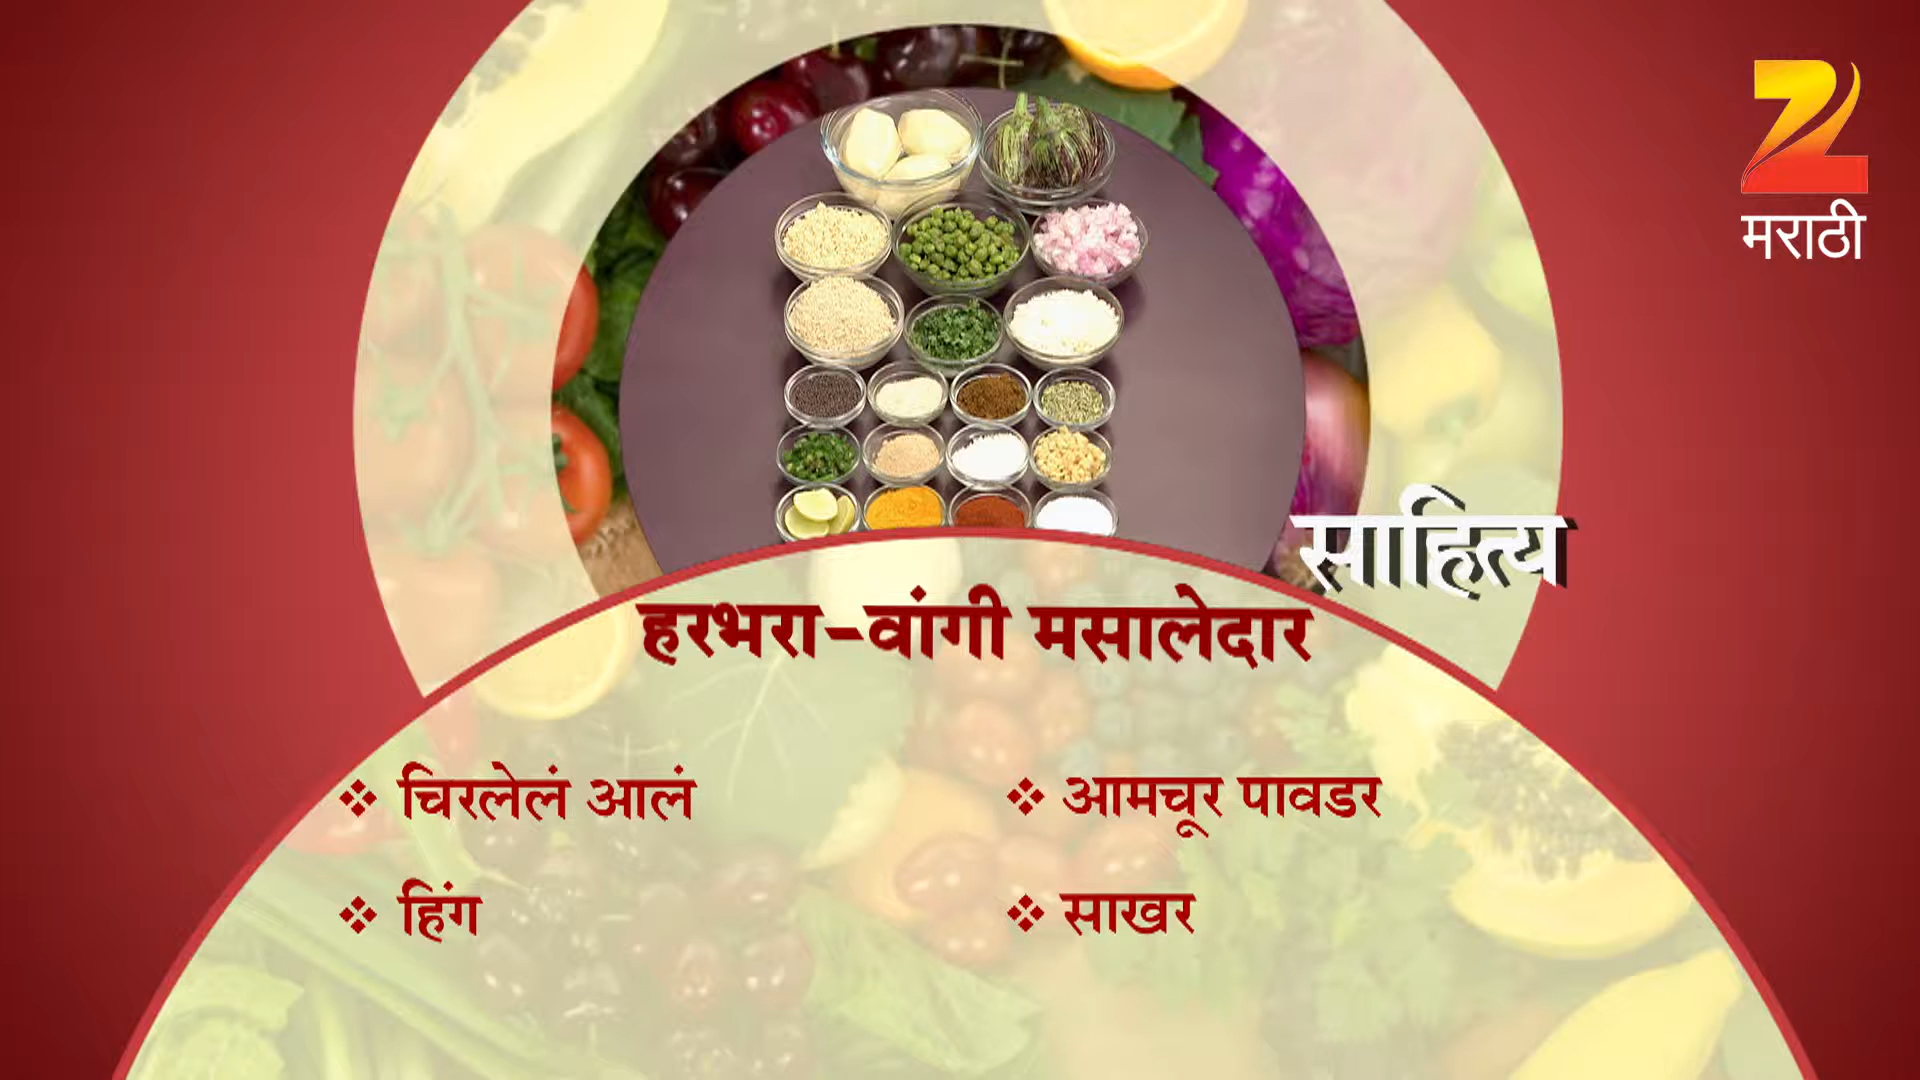 मराठी
साहित्य
हरभरा-वांगी मसालेदार
❖ चिरलेलं आलं
❖ आमचूर पावडर
❖ हिंग
❖ साखर